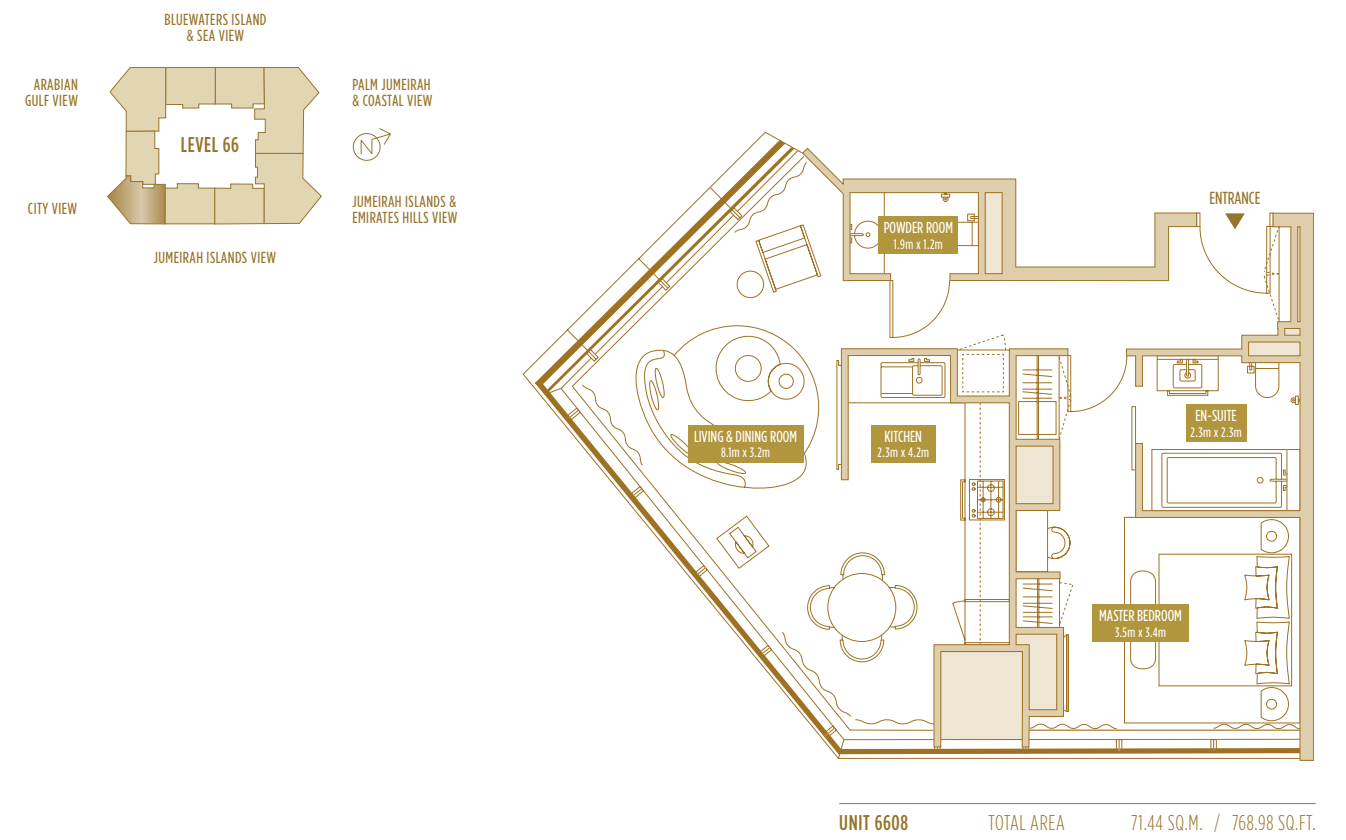 BLUEWATERS ISLAND
& SEA VIEW
ARABIAN
GULF VIEW
PALM JUMEIRAH
& COASTAL VIEW
LEVEL 66
N
CITY VIEW
JUMEIRAH ISLANDS &
EMIRATES HILLS VIEW
JUMEIRAH ISLANDS VIEW
ENTRANCE
POWDER ROOM
1.9m x 1.2m
LIVING & DINING ROOM
8.1m x 3.2m
KITCHEN
2.3m x 4.2m
EN-SUITE
2.3m x 2.3m
MASTER BEDROOM
3.5m x 3.4m
UNIT 6608 TOTAL AREA 71.44 SQ.M. / 768.98 SQ.FT.